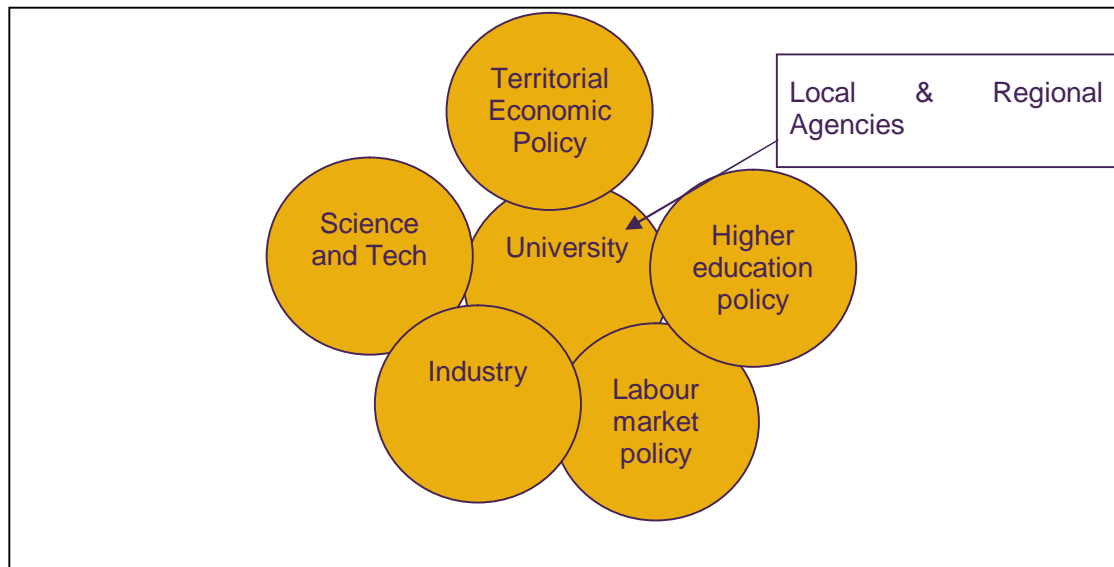 Territorial
Economic
Policy
Local & Regional
Agencies
Science
and Tech
University
Higher
education
policy
Industry
Labour
market
policy